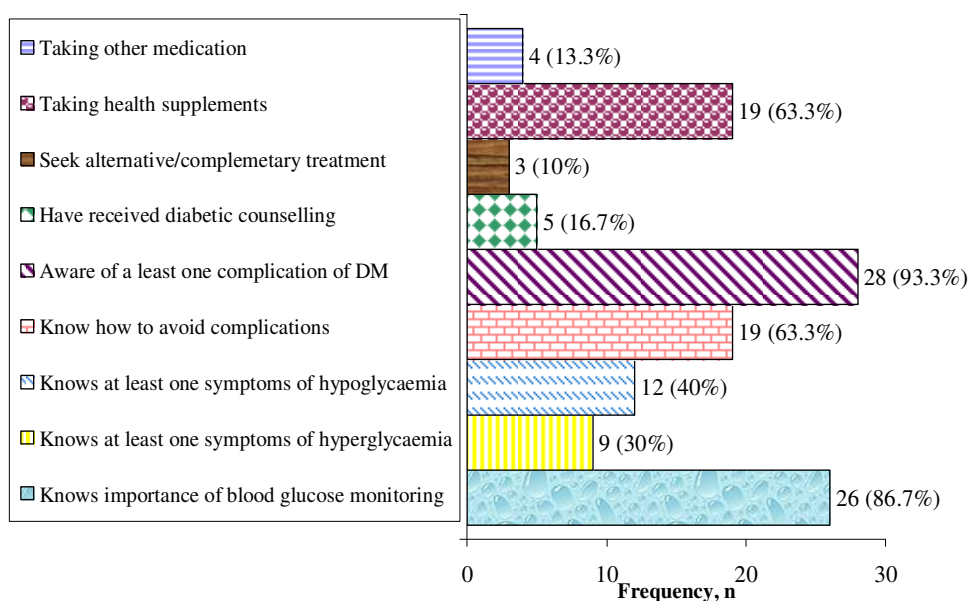 Taking other medication
4 (13.3%)
Taking health supplements
19 (63.3%)
Seek alternative/complemetary treatment
3 (10%)
Have received diabetic counselling
5 (16.7%)
Aware of a least one complication of DM
28 (93.3%)
Know how to avoid complications
19 (63.3%)
Knows at least one symptoms of hypoglycaemia
12 (40%)
Knows at least one symptoms of hyperglycaemia
9 (30%)
Knows importance of blood glucose monitoring
26 (86.7%)
0 10 20 30
Frequency, n